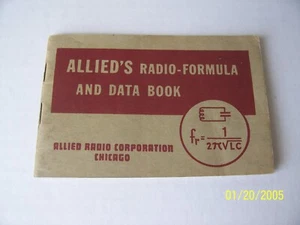 ALLIED'S RADIO-FORMULA
AND DATA BOOK
fr = 1
2π√LC
ALLIED RADIO CORPORATION
CHICAGO
01/20/2005